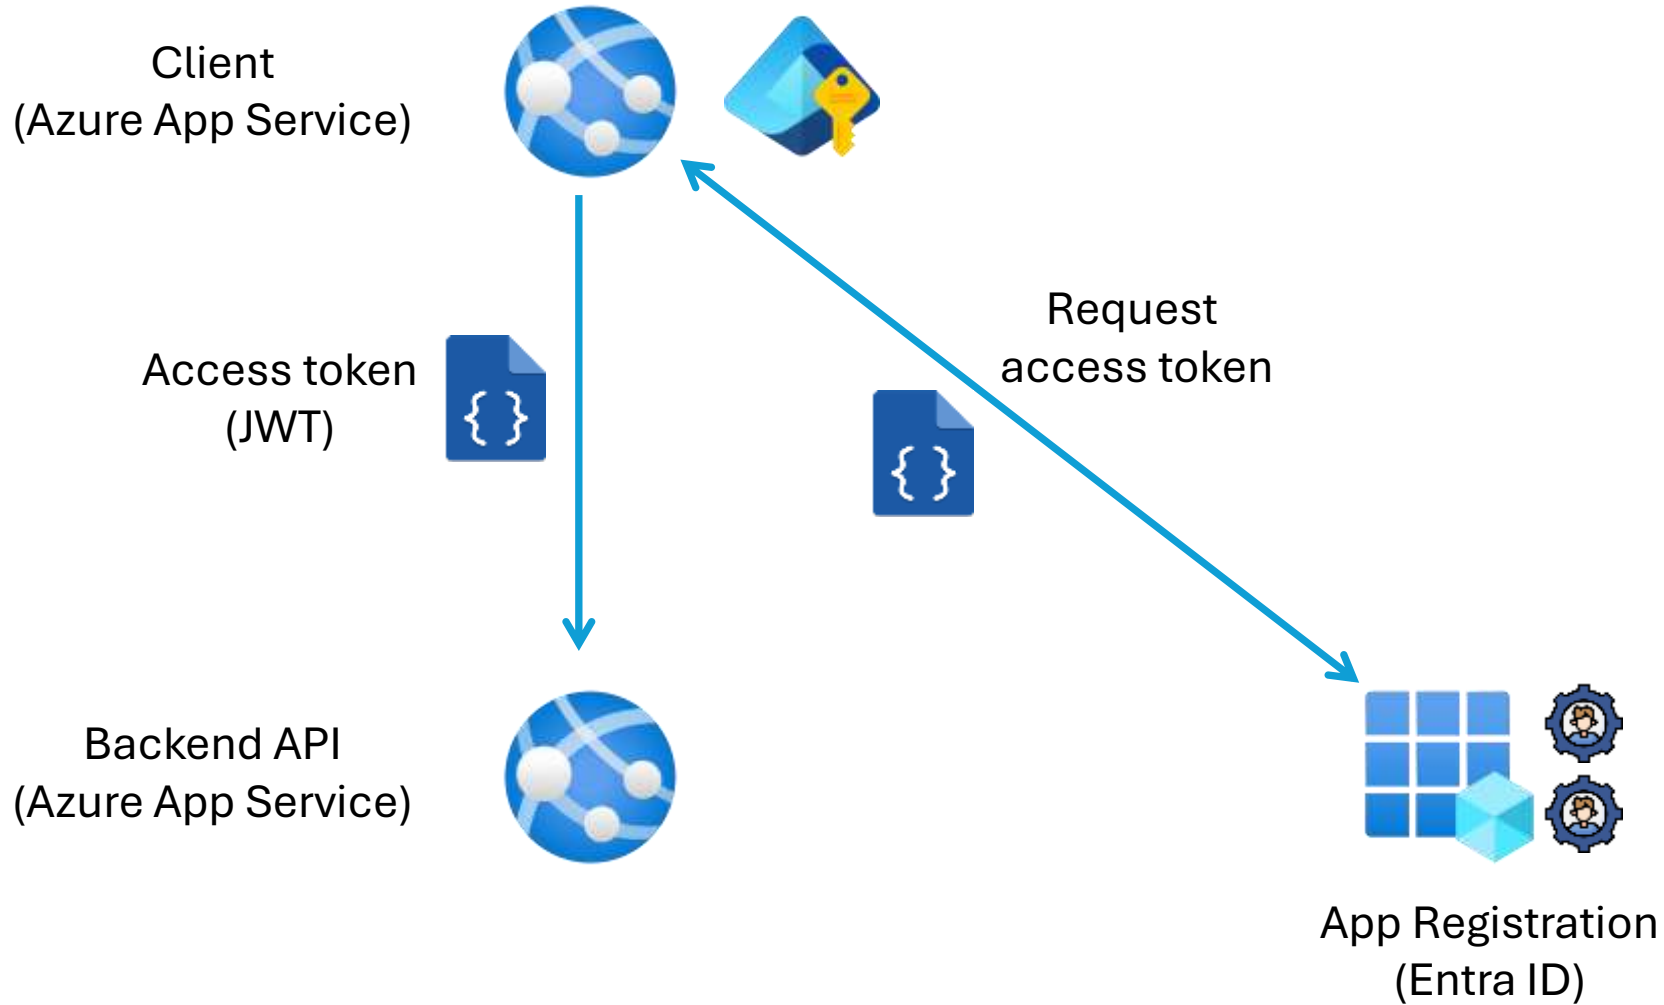 Client
(Azure App Service)
Request
access token
Access token
(JWT)
{ }
{ }
Backend API
(Azure App Service)
App Registration
(Entra ID)